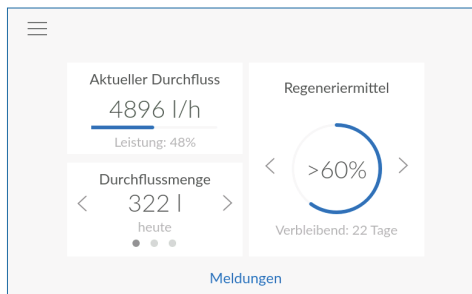 Aktueller Durchfluss
4896 l/h
Leistung: 48%
Durchflussmenge
322 l
heute
Regeneriermittel
>60%
Verbleibend: 22 Tage
Meldungen